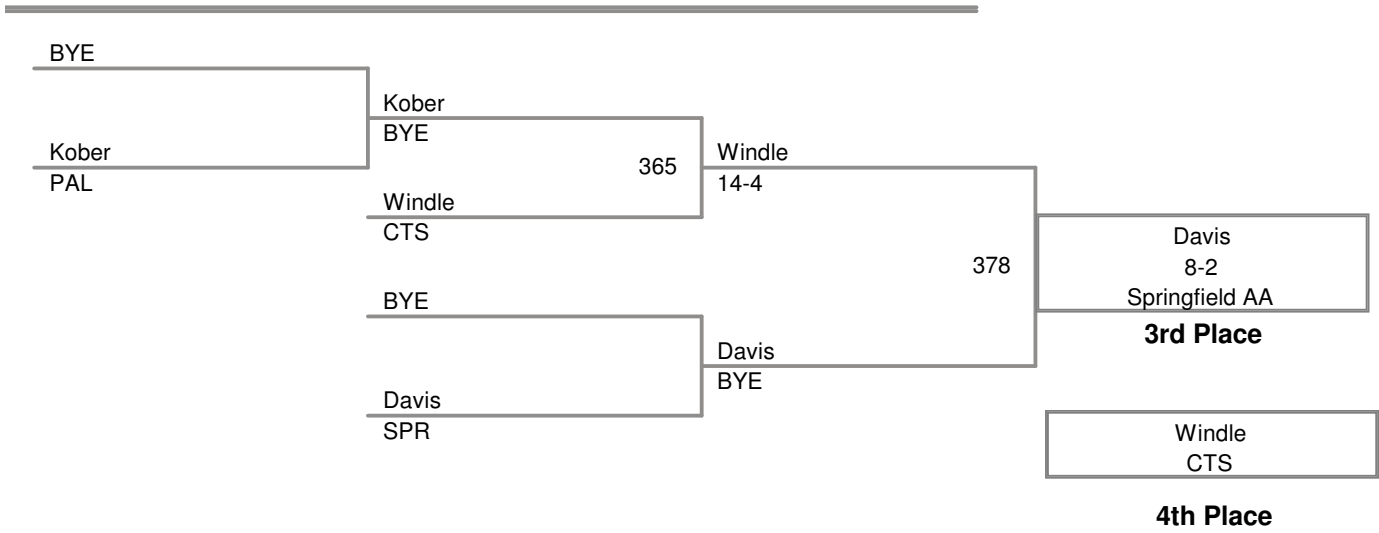 BYE
Kober
PAL
Kober
BYE
365
Windle
CTS
Windle
14-4
BYE
Davis
SPR
Davis
BYE
378
Davis
8-2
Springfield AA
3rd Place
Windle
CTS
4th Place